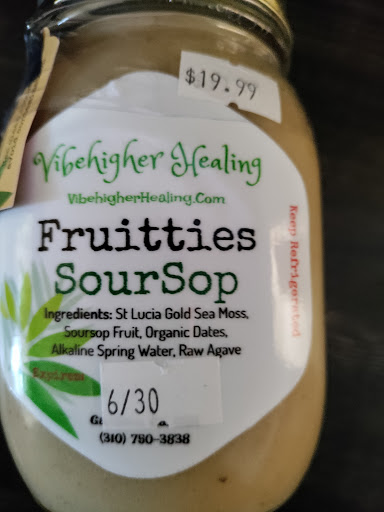 $19.99
Vibehigher Healing
VibehigherHealing.Com
Fruitties
SourSop
Keep Refrigerated
Ingredients: St Lucia Gold Sea Moss,
Soursop Fruit, Organic Dates,
Alkaline Spring Water, Raw Agave
Expires:
6/30
(310) 780-3838